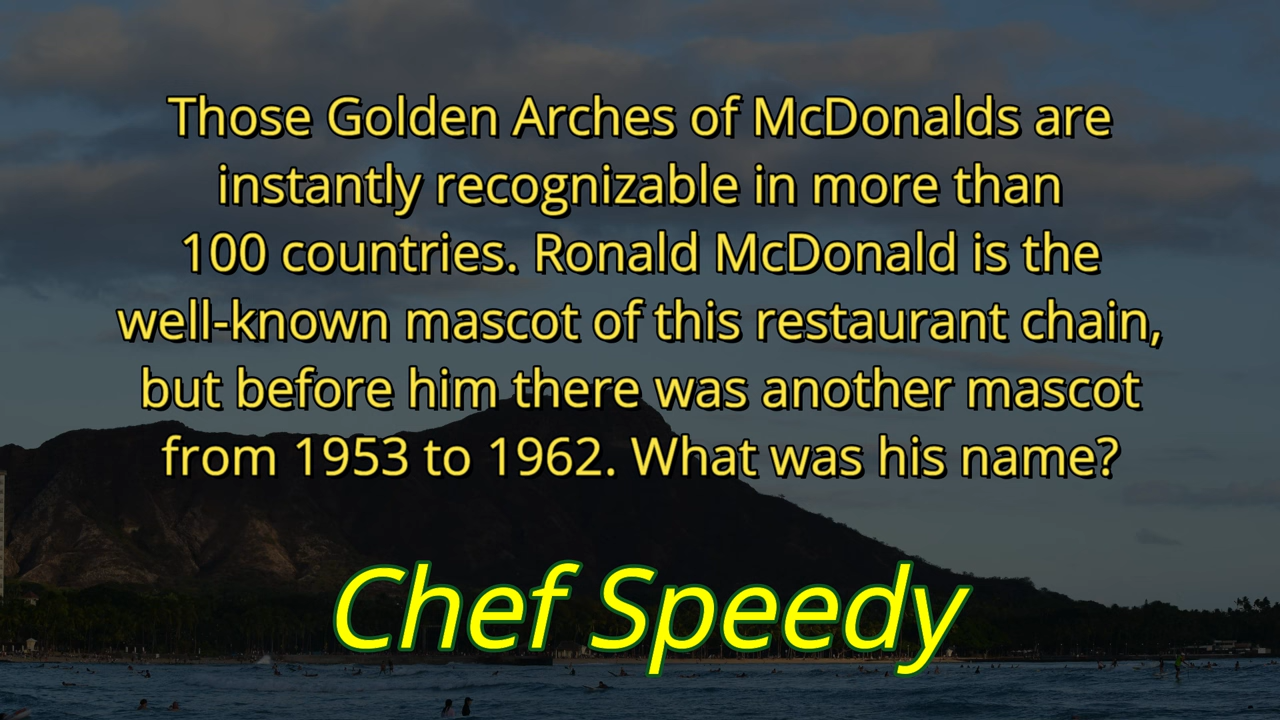 Those Golden Arches of McDonalds are
instantly recognizable in more than
100 countries. Ronald McDonald is the
well-known mascot of this restaurant chain,
but before him there was another mascot
from 1953 to 1962. What was his name?
Chef Speedy